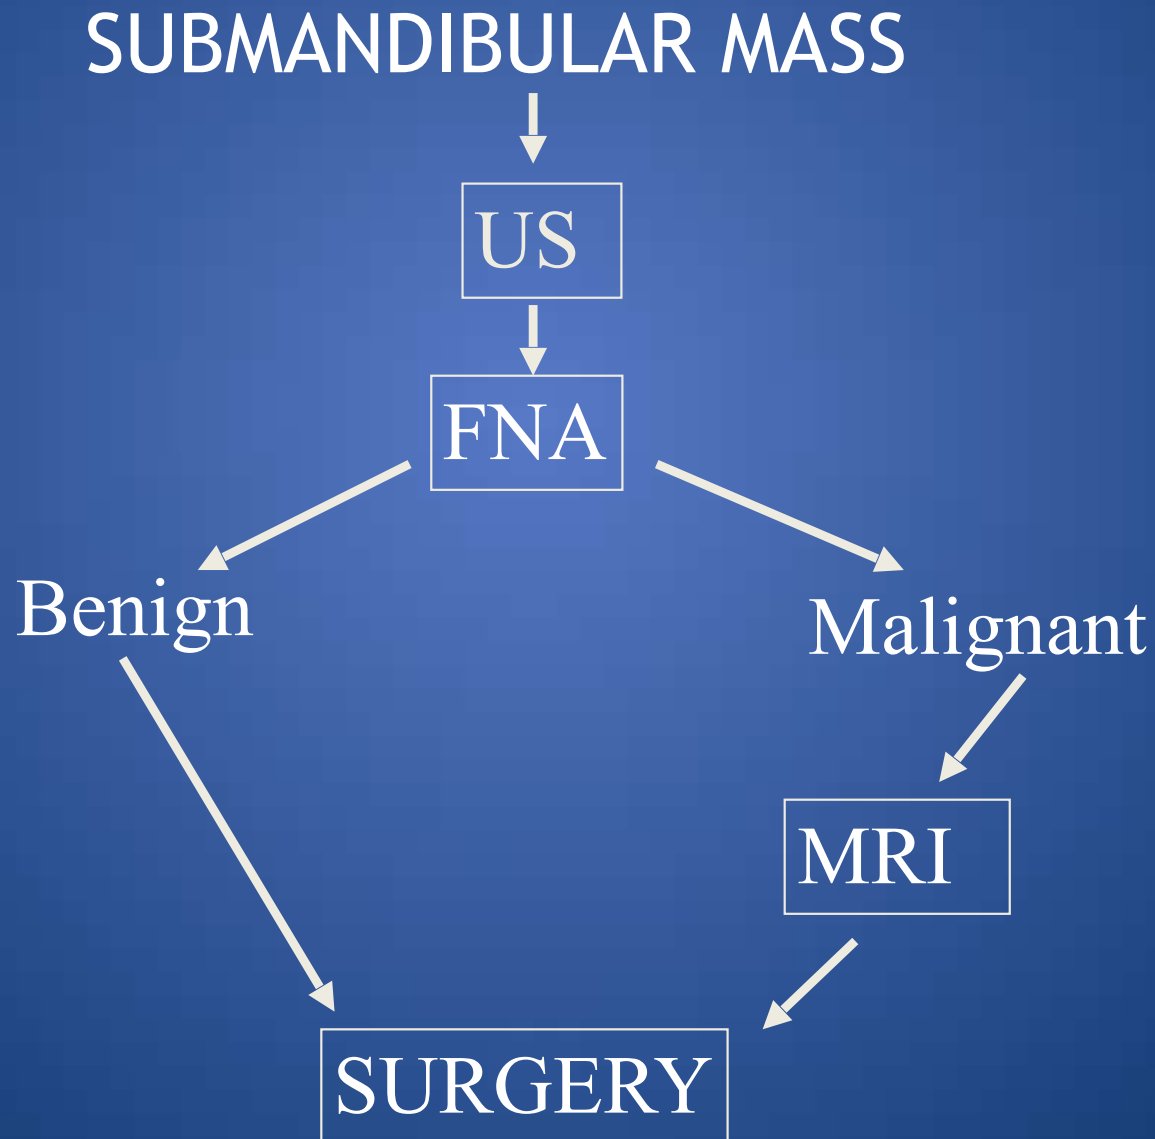 SUBMANDIBULAR MASS
US
FNA
Benign
Malignant
MRI
SURGERY